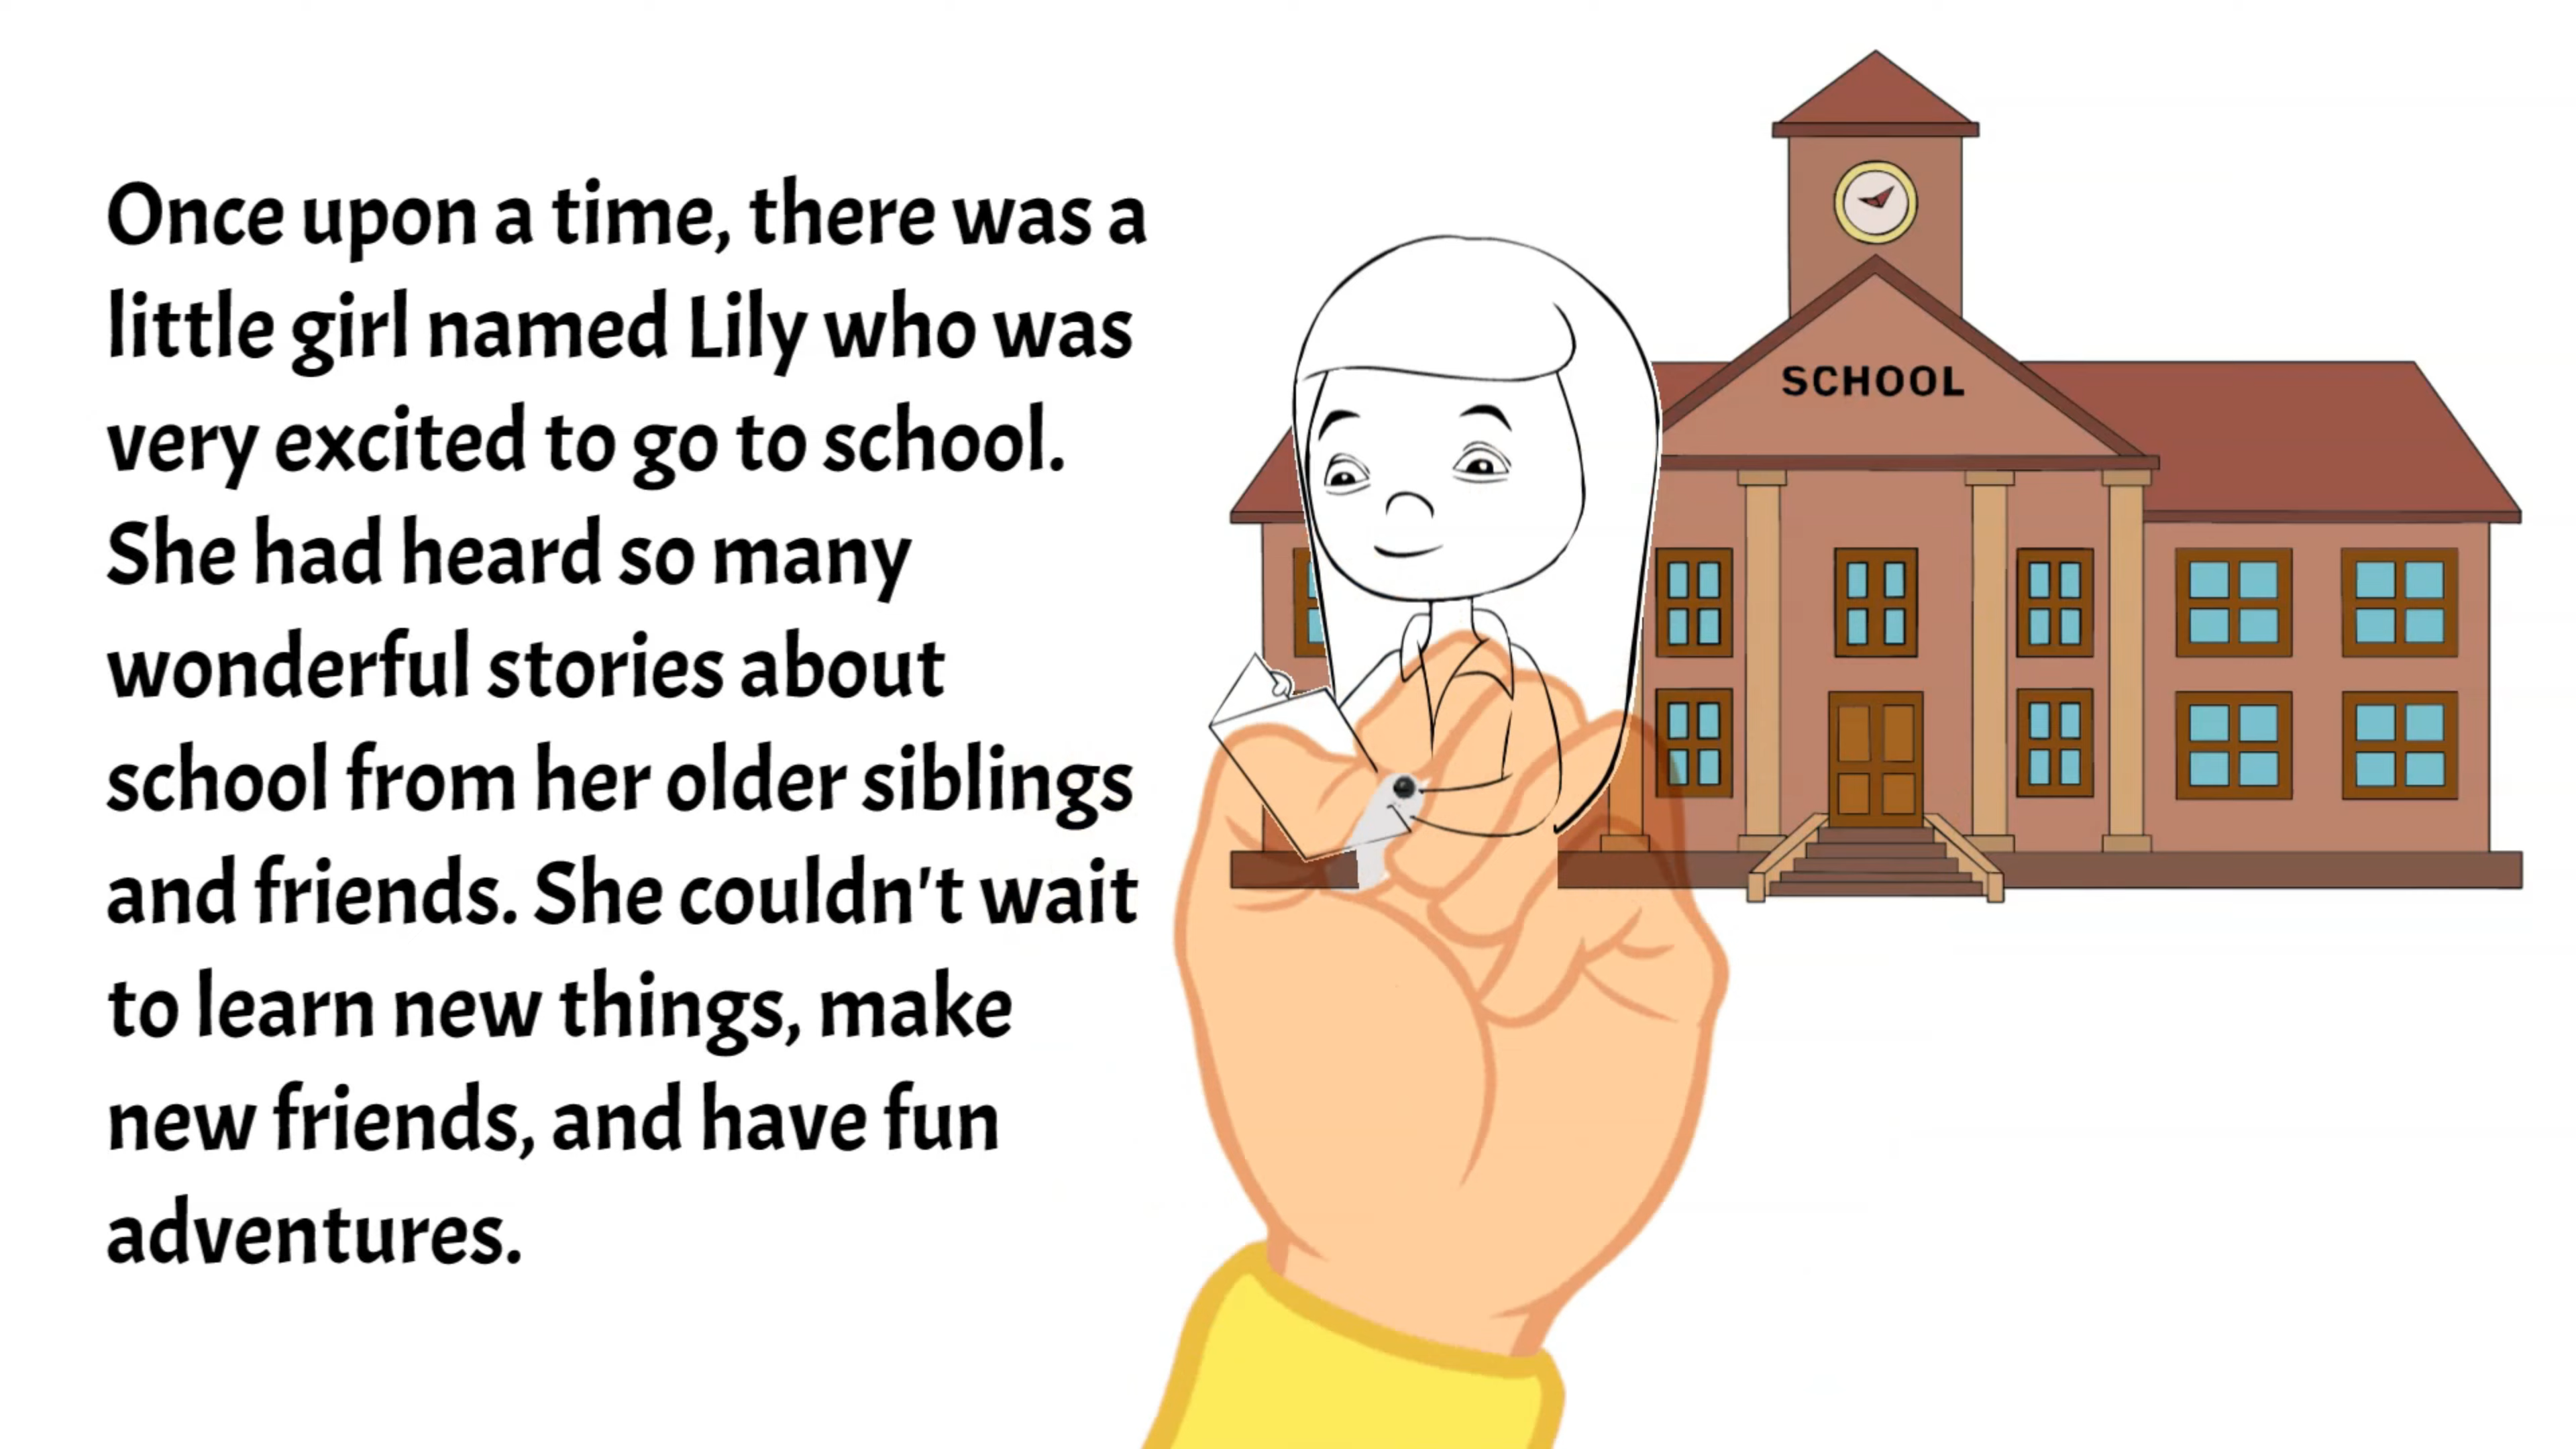 Once upon a time, there was a
little girl named Lily who was
very excited to go to school.
She had heard so many
wonderful stories about
school from her older siblings
and friends. She couldn't wait
to learn new things, make
new friends, and have fun
adventures.
SCHOOL